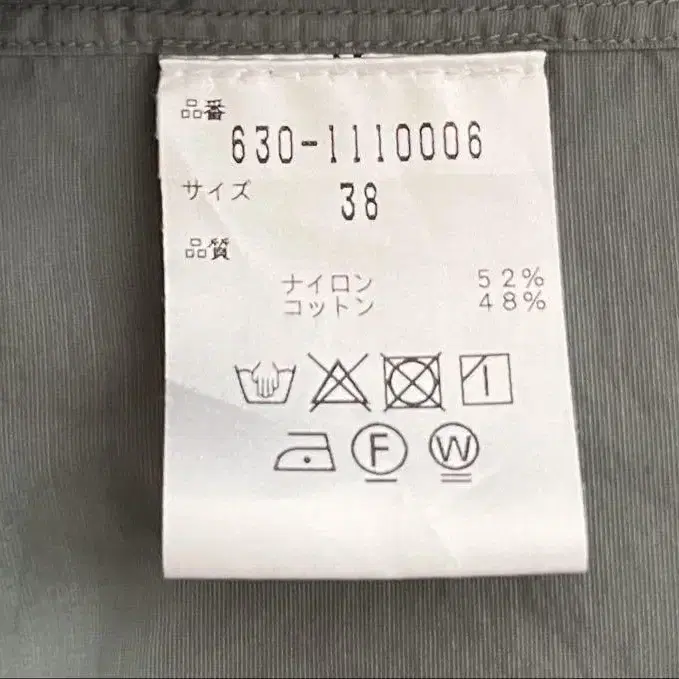 品番
630-1110006
サイズ
38
品質
ナイロン 52%
コットン 48%
F
W